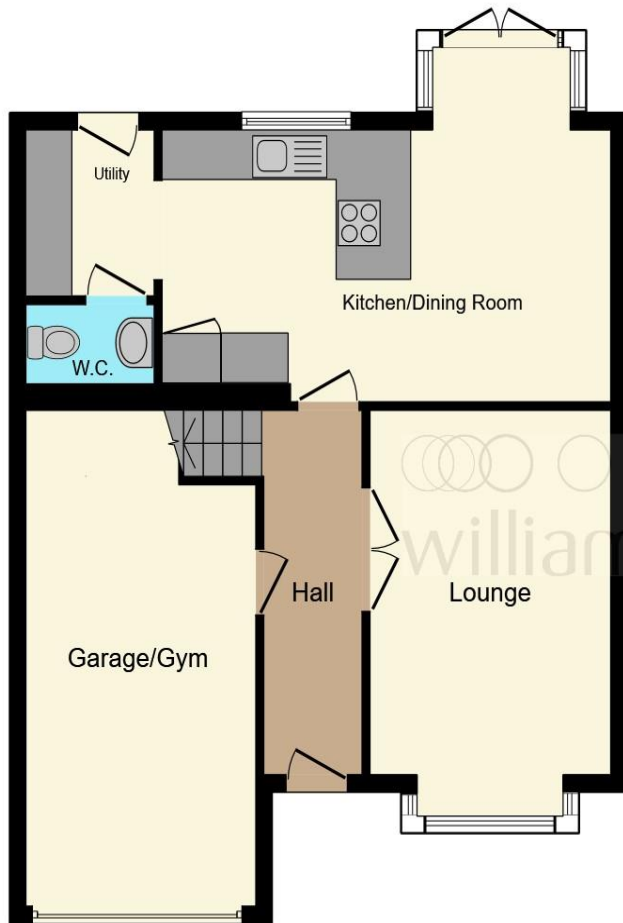 Utility
Kitchen/Dining Room
W.C.
william
Hall
Lounge
Garage/Gym